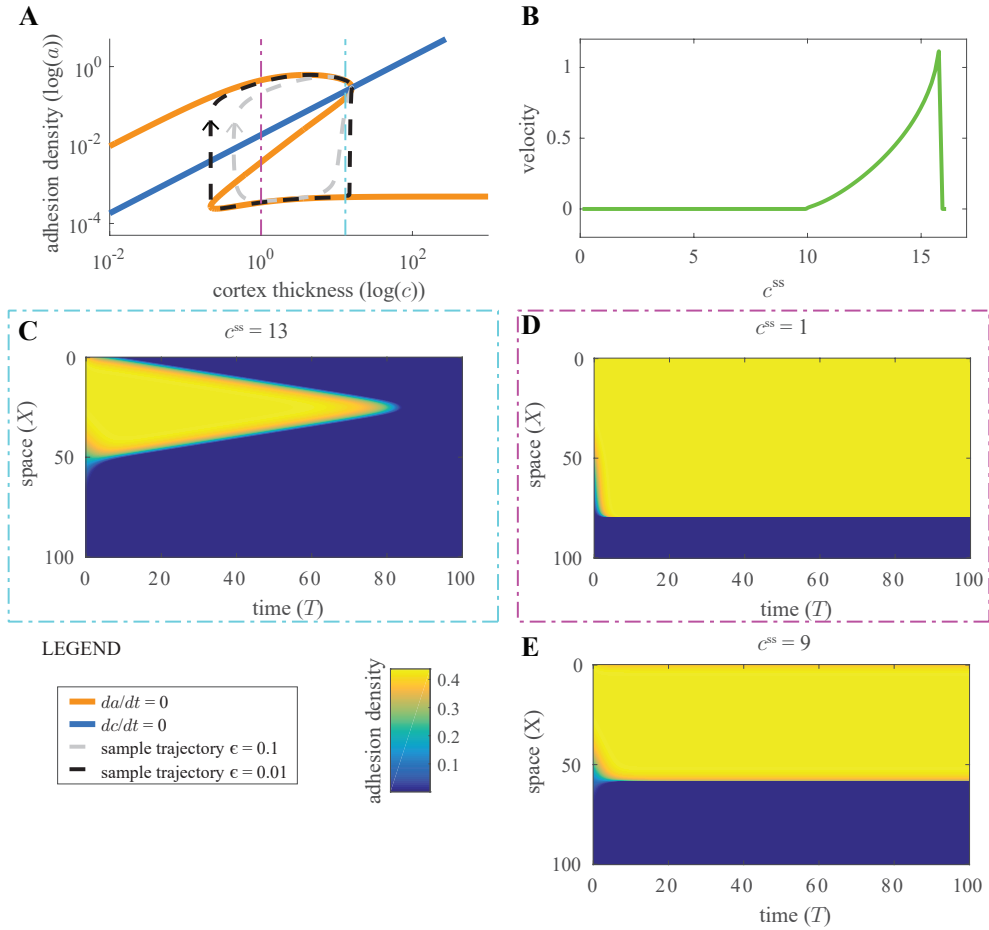 A
adhesion density (log(a))
10^0
10^-2
10^-4
10^-2
10^0
10^2
cortex thickness (log(c))
B
velocity
1
0.5
0
0
5
10
15
c^ss
C
c^ss = 13
space (X)
0
50
100
0
20
40
60
80
100
time (T)
D
c^ss = 1
space (X)
0
50
100
0
20
40
60
80
100
time (T)
LEGEND
da/dt = 0
dc/dt = 0
sample trajectory ϵ = 0.1
sample trajectory ϵ = 0.01
adhesion density
0.4
0.3
0.2
0.1
E
c^ss = 9
space (X)
0
50
100
0
20
40
60
80
100
time (T)